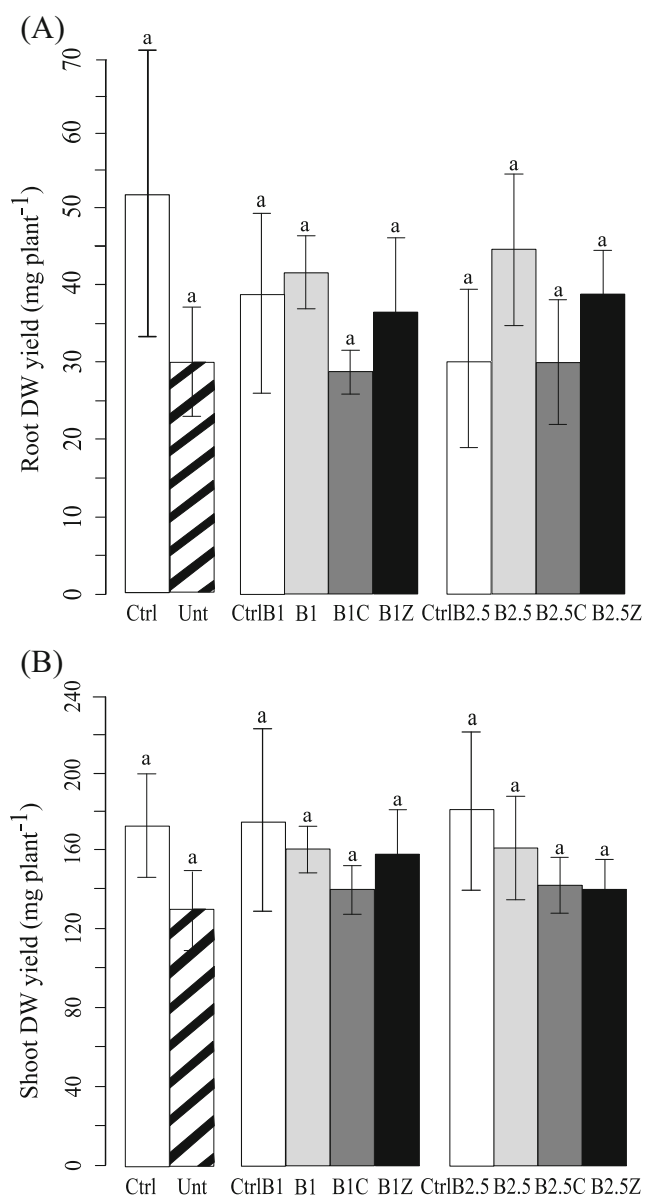 (A)
Root DW yield (mg plant⁻¹)
70
60
50
40
30
20
10
0
a a a a a a a a a a
Ctrl Unt CtrlB1 B1 B1C B1Z CtrlB2.5 B2.5 B2.5C B2.5Z
(B)
Shoot DW yield (mg plant⁻¹)
240
200
160
120
80
40
0
a a a a a a a a a a
Ctrl Unt CtrlB1 B1 B1C B1Z CtrlB2.5 B2.5 B2.5C B2.5Z